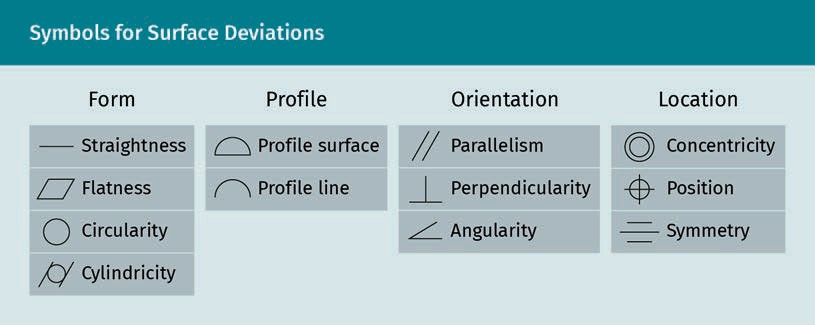 Symbols for Surface Deviations
Form
Straightness
Flatness
Circularity
Cylindricity
Profile
Profile surface
Profile line
Orientation
Parallelism
Perpendicularity
Angularity
Location
Concentricity
Position
Symmetry